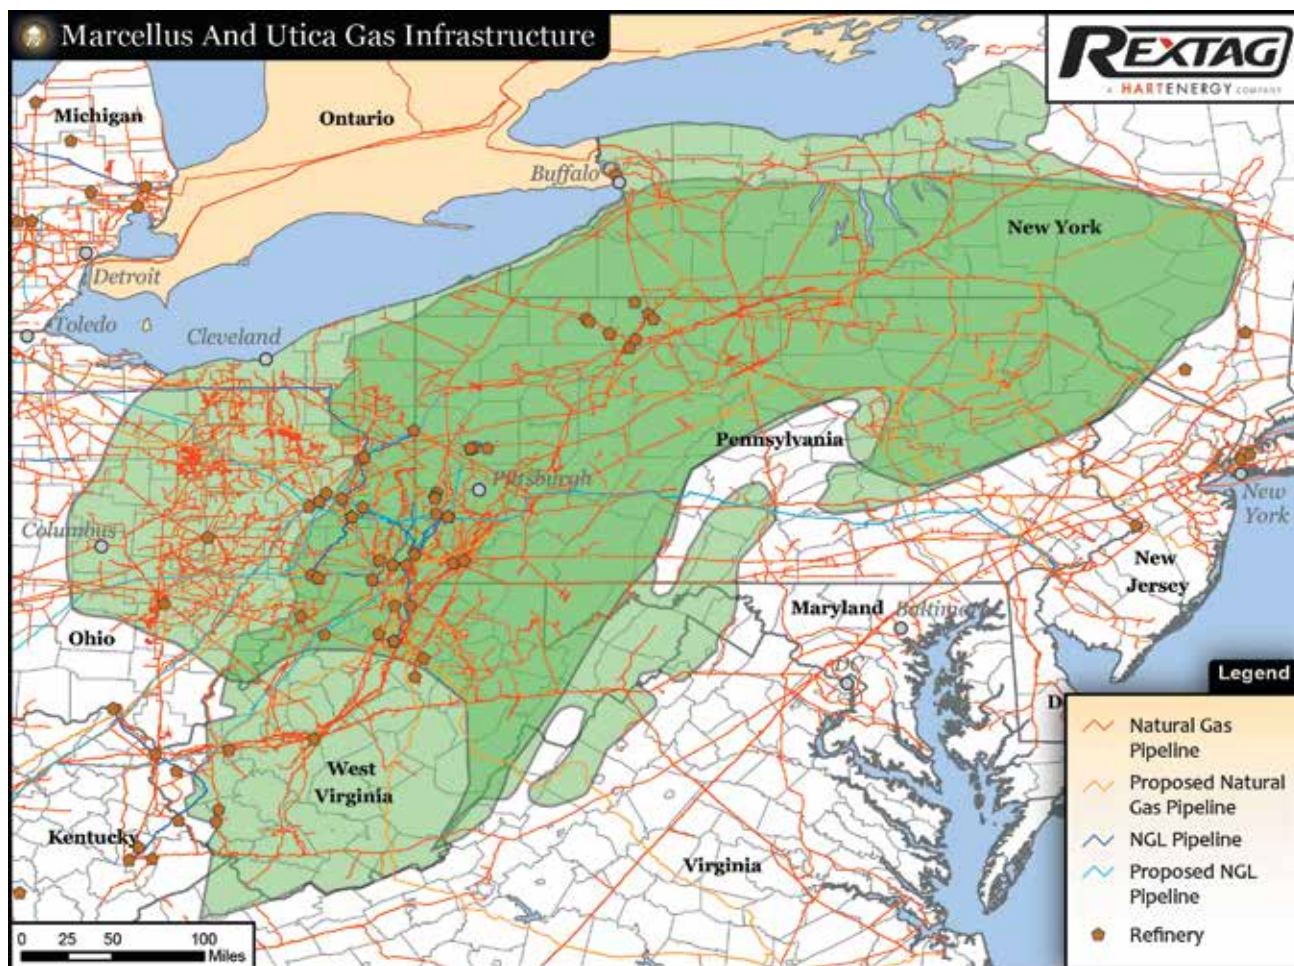 Marcellus And Utica Gas Infrastructure
REXTAG
A HARTENERGY COMPANY
Michigan
Ontario
Buffalo
New York
Detroit
Toledo
Cleveland
Pennsylvania
Pittsburgh
New
York
Columbus
New
Jersey
Maryland
Baltimore
Ohio
DC
D
West
Virginia
Kentucky
Virginia
Legend
Natural Gas
Pipeline
Proposed Natural
Gas Pipeline
NGL Pipeline
Proposed NGL
Pipeline
Refinery
0 25 50 100
Miles